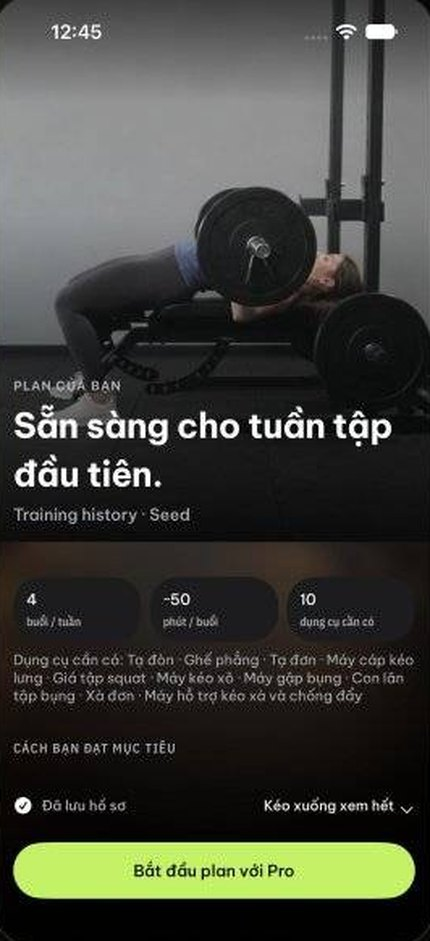 12:45
PLAN CỦA BẠN
Sẵn sàng cho tuần tập
đầu tiên.
Training history · Seed
4
buổi / tuần
~50
phút / buổi
10
dụng cụ cần có
Dụng cụ cần có: Tạ đòn · Ghế phẳng · Tạ đơn · Máy cáp kéo
lưng · Giá tập squat · Máy kéo xô · Máy gập bụng · Con lăn
tập bụng · Xà đơn · Máy hỗ trợ kéo xà và chống đẩy
CÁCH BẠN ĐẠT MỤC TIÊU
Đã lưu hồ sơ
Kéo xuống xem hết
Bắt đầu plan với Pro